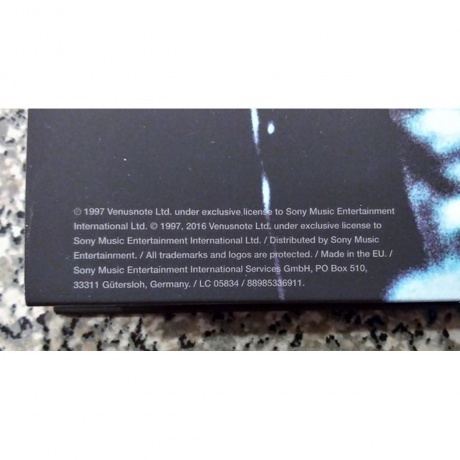 ℗ 1997 Venusnote Ltd. under exclusive license to Sony Music Entertainment
International Ltd. © 1997, 2016 Venusnote Ltd. under exclusive license to
Sony Music Entertainment International Ltd. / Distributed by Sony Music
Entertainment. / All trademarks and logos are protected. / Made in the EU. /
Sony Music Entertainment International Services GmbH, PO Box 510,
33311 Gütersloh, Germany. / LC 05834 / 88985336911.